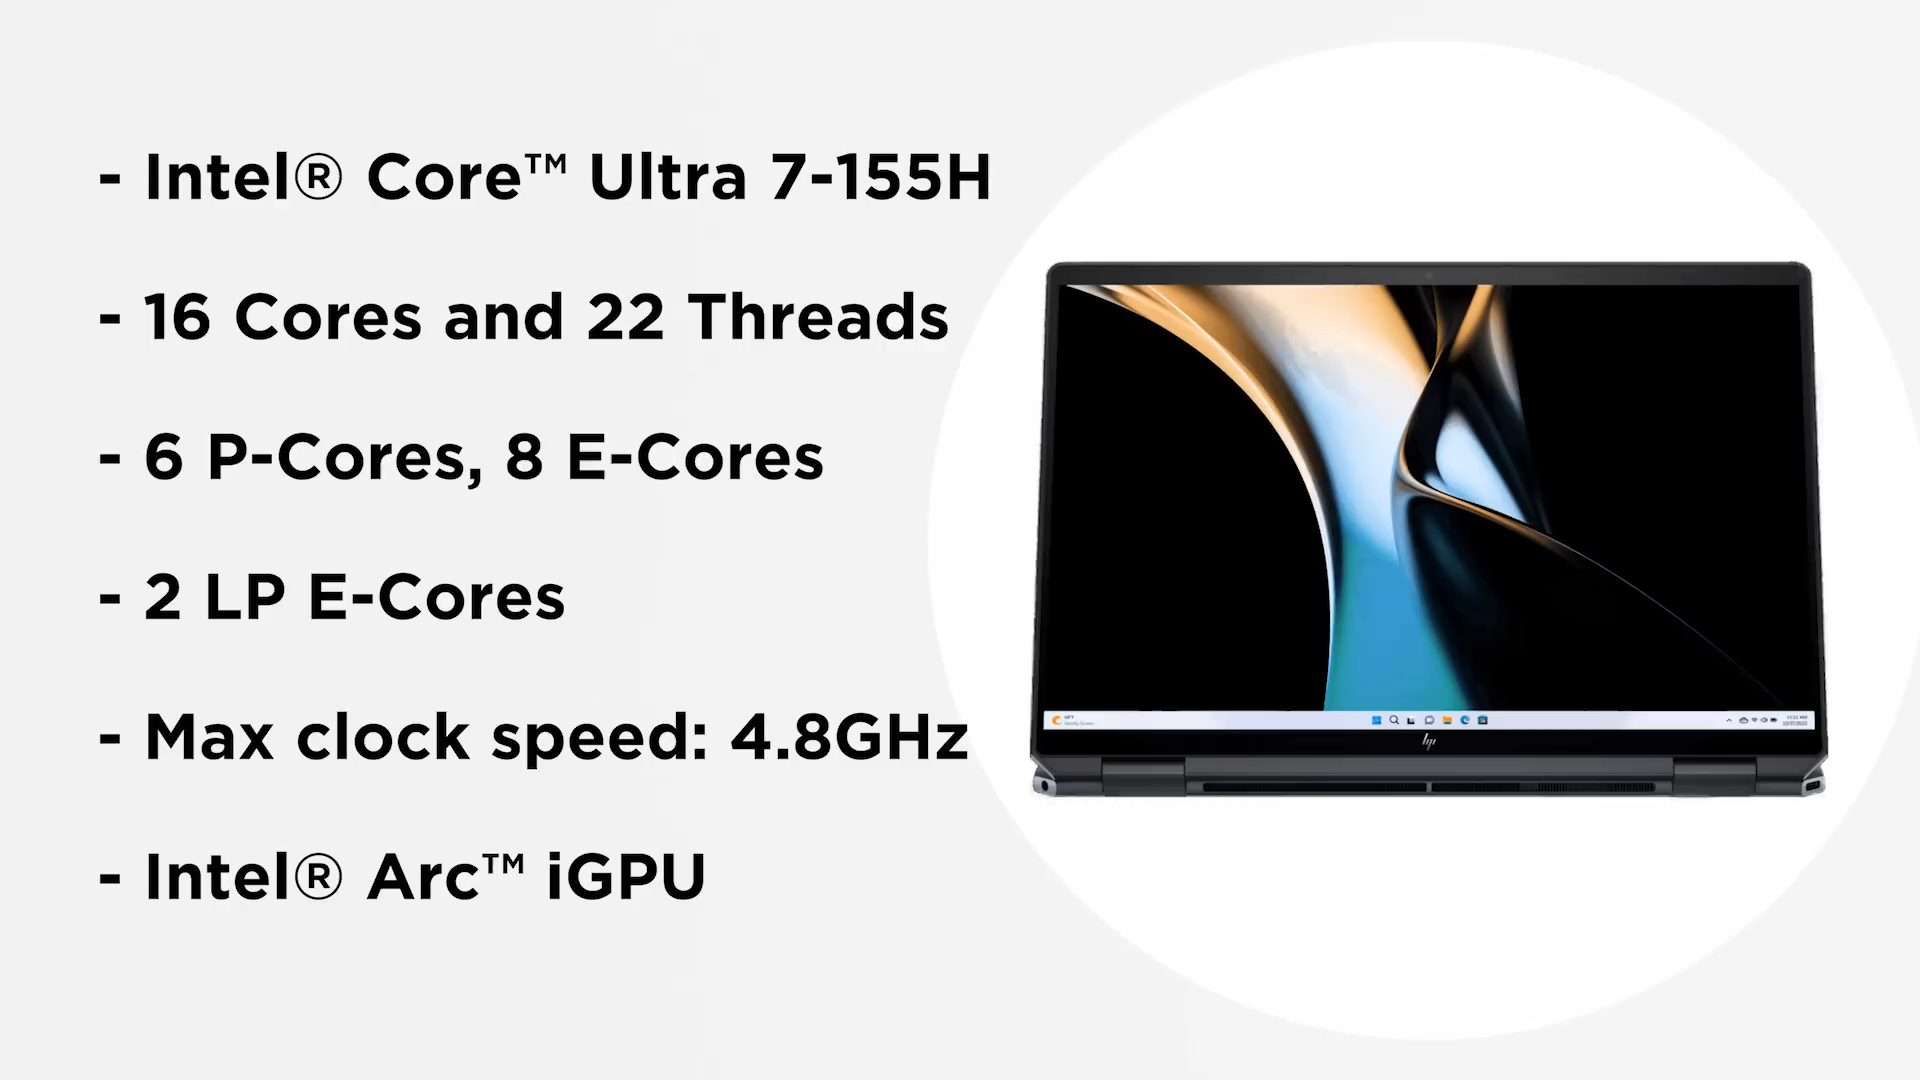 - Intel® Core™ Ultra 7-155H
- 16 Cores and 22 Threads
- 6 P-Cores, 8 E-Cores
- 2 LP E-Cores
- Max clock speed: 4.8GHz
- Intel® Arc™ iGPU
hp